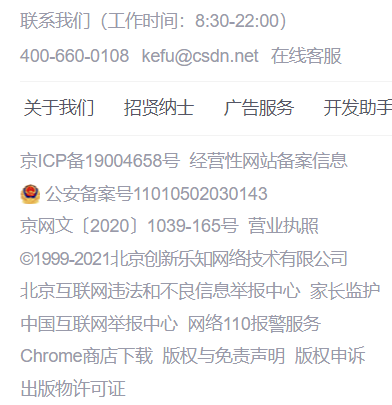 联系我们（工作时间：8:30-22:00）
400-660-0108 kefu@csdn.net 在线客服
关于我们 招贤纳士 广告服务 开发助手
京ICP备19004658号 经营性网站备案信息
公安备案号11010502030143
京网文〔2020〕1039-165号 营业执照
©1999-2021北京创新乐知网络技术有限公司
北京互联网违法和不良信息举报中心 家长监护
中国互联网举报中心 网络110报警服务
Chrome商店下载 版权与免责声明 版权申诉
出版物许可证